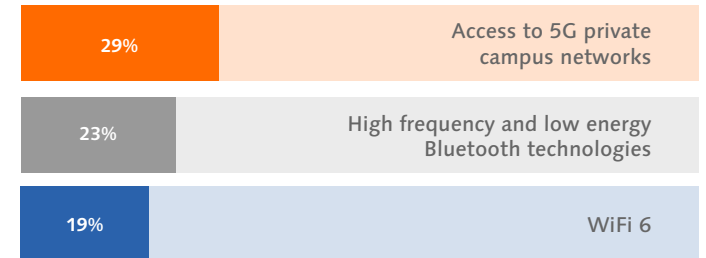 29%
Access to 5G private
campus networks
23%
High frequency and low energy
Bluetooth technologies
19%
WiFi 6